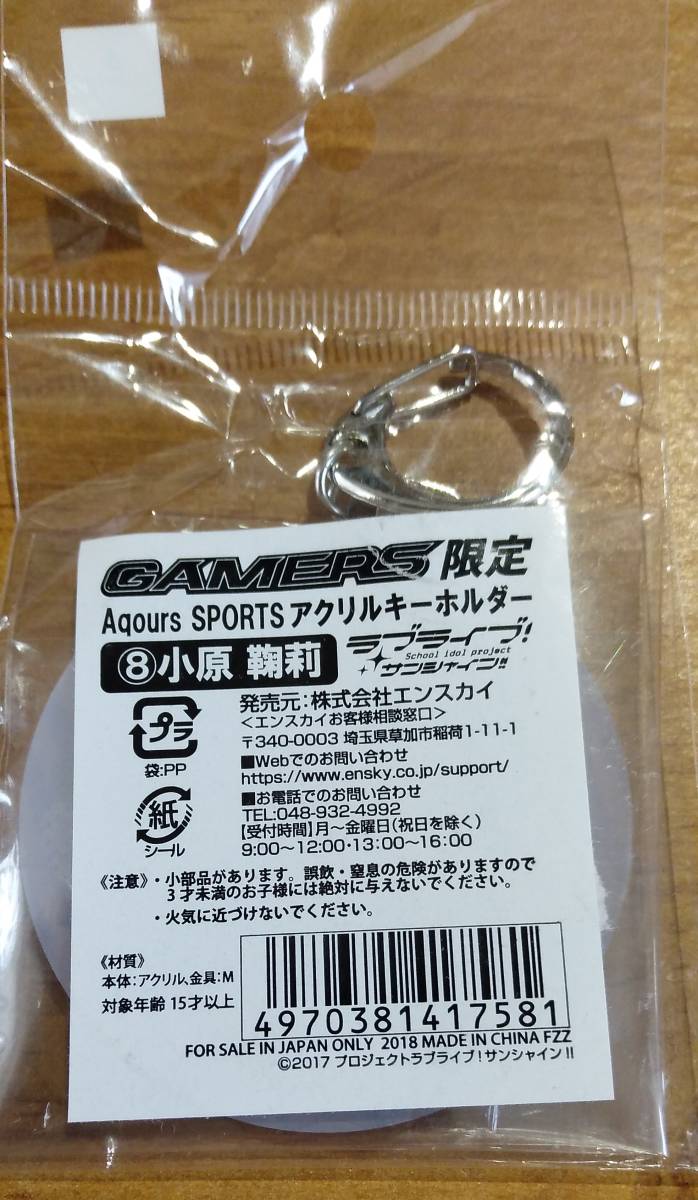 GAMERS 限定
Aqours SPORTS アクリルキーホルダー
⑧小原 鞠莉
ラブライブ!
School idol project
サンシャイン!!
発売元:株式会社エンスカイ
<エンスカイお客様相談窓口>
〒340-0003 埼玉県草加市稲荷1-11-1
■Webでのお問い合わせ
https://www.ensky.co.jp/support/
■お電話でのお問い合わせ
TEL:048-932-4992
【受付時間】月〜金曜日(祝日を除く)
9:00〜12:00・13:00〜16:00
プラ
袋:PP
紙
シール
《注意》・小部品があります。誤飲・窒息の危険がありますので
3才未満のお子様には絶対に与えないでください。
・火気に近づけないでください。
《材質》
本体:アクリル、金具:M
対象年齢 15才以上
4970381417581
FOR SALE IN JAPAN ONLY 2018 MADE IN CHINA FZZ
©2017 プロジェクトラブライブ!サンシャイン!!